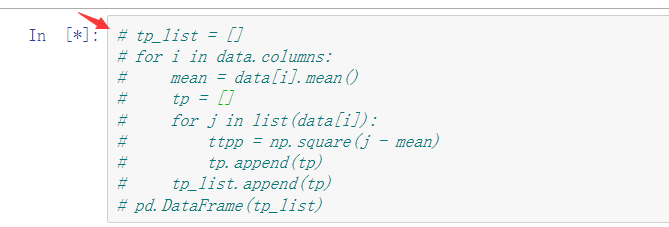 In [*]: # tp_list = []
# for i in data.columns:
#     mean = data[i].mean()
#     tp = []
#     for j in list(data[i]):
#         ttpp = np.square(j - mean)
#         tp.append(tp)
#     tp_list.append(tp)
# pd.DataFrame(tp_list)